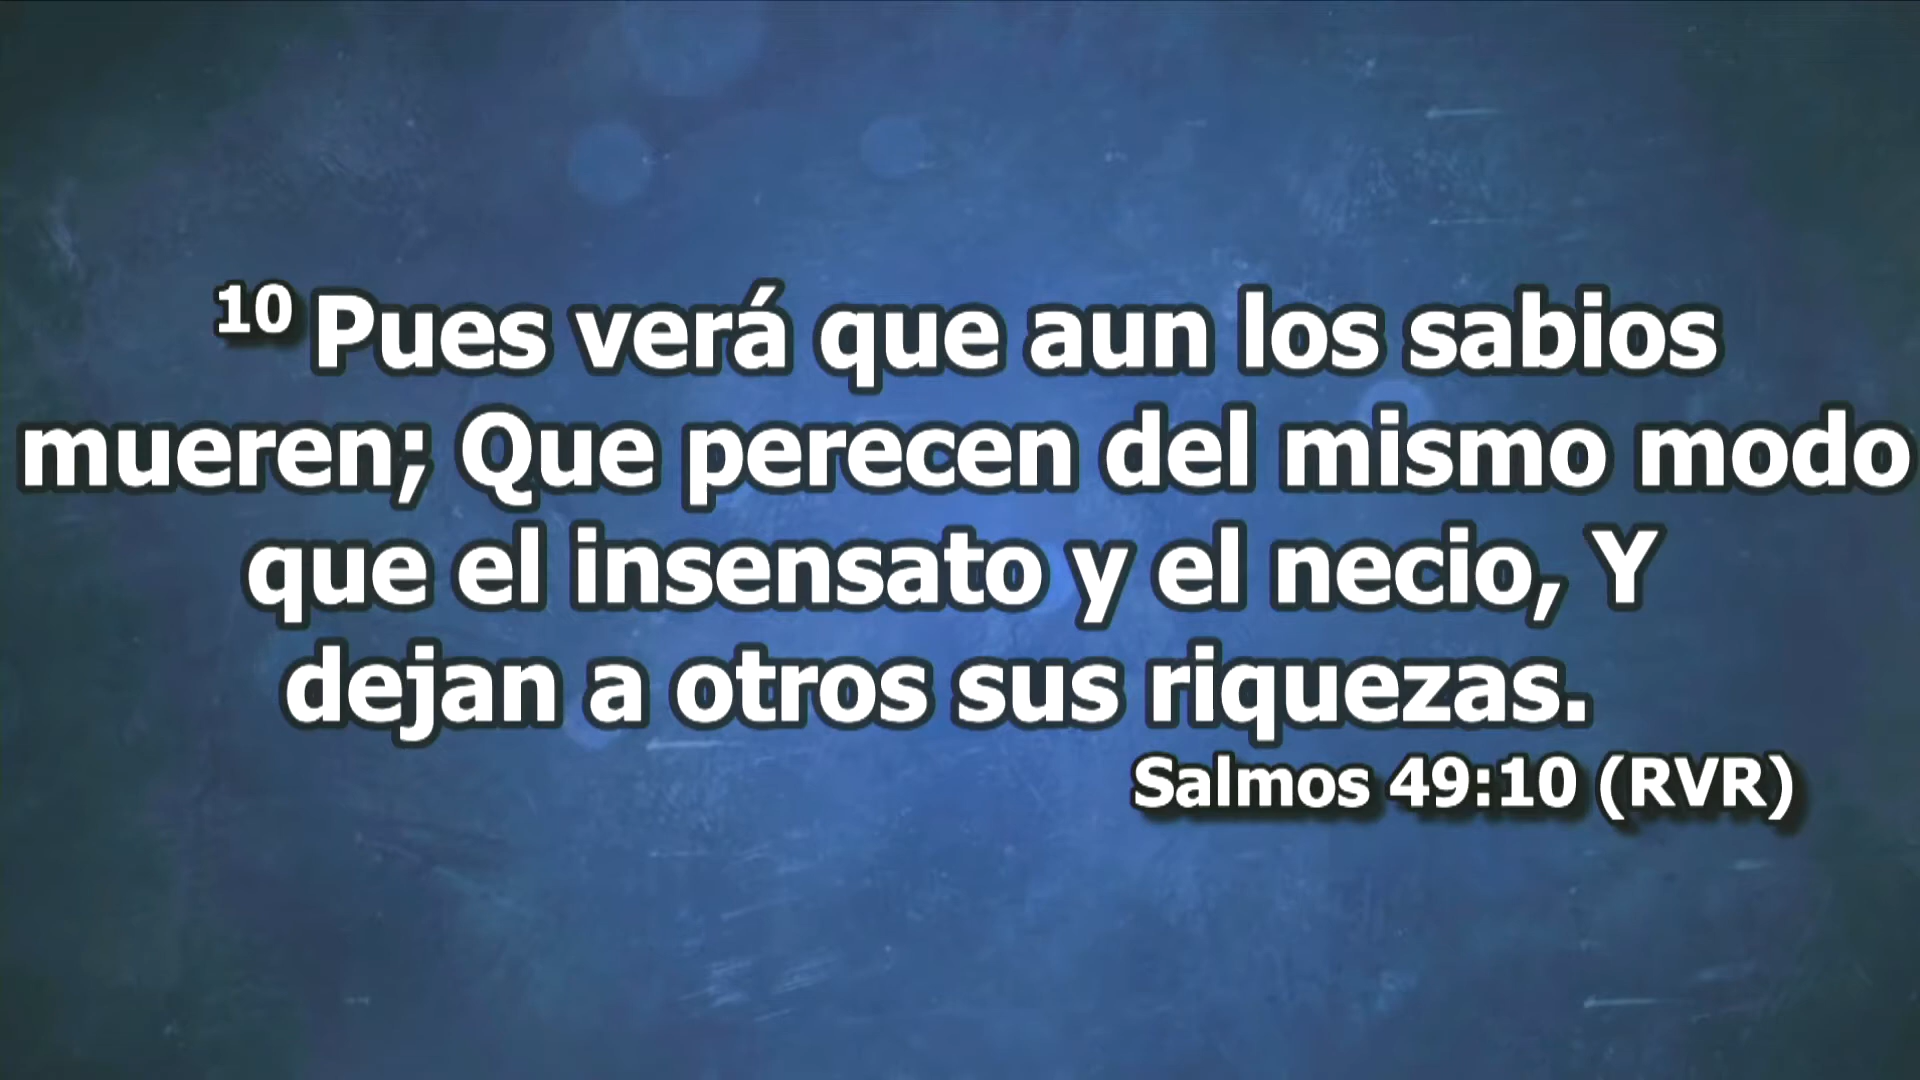 10 Pues verá que aun los sabios
mueren; Que perecen del mismo modo
que el insensato y el necio, Y
dejan a otros sus riquezas.
Salmos 49:10 (RVR)